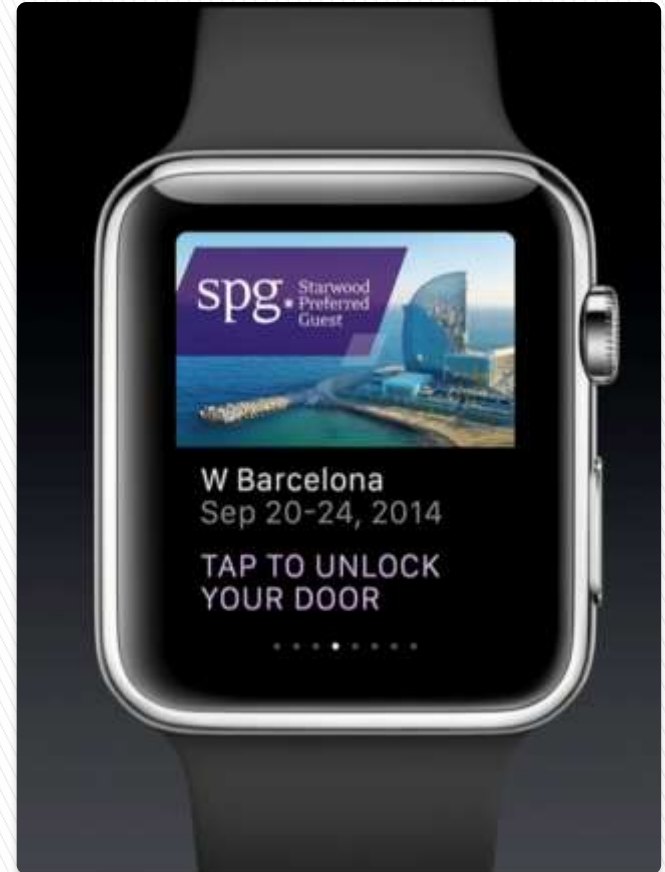 spg. Starwood
Preferred
Guest
W Barcelona
Sep 20-24, 2014
TAP TO UNLOCK
YOUR DOOR